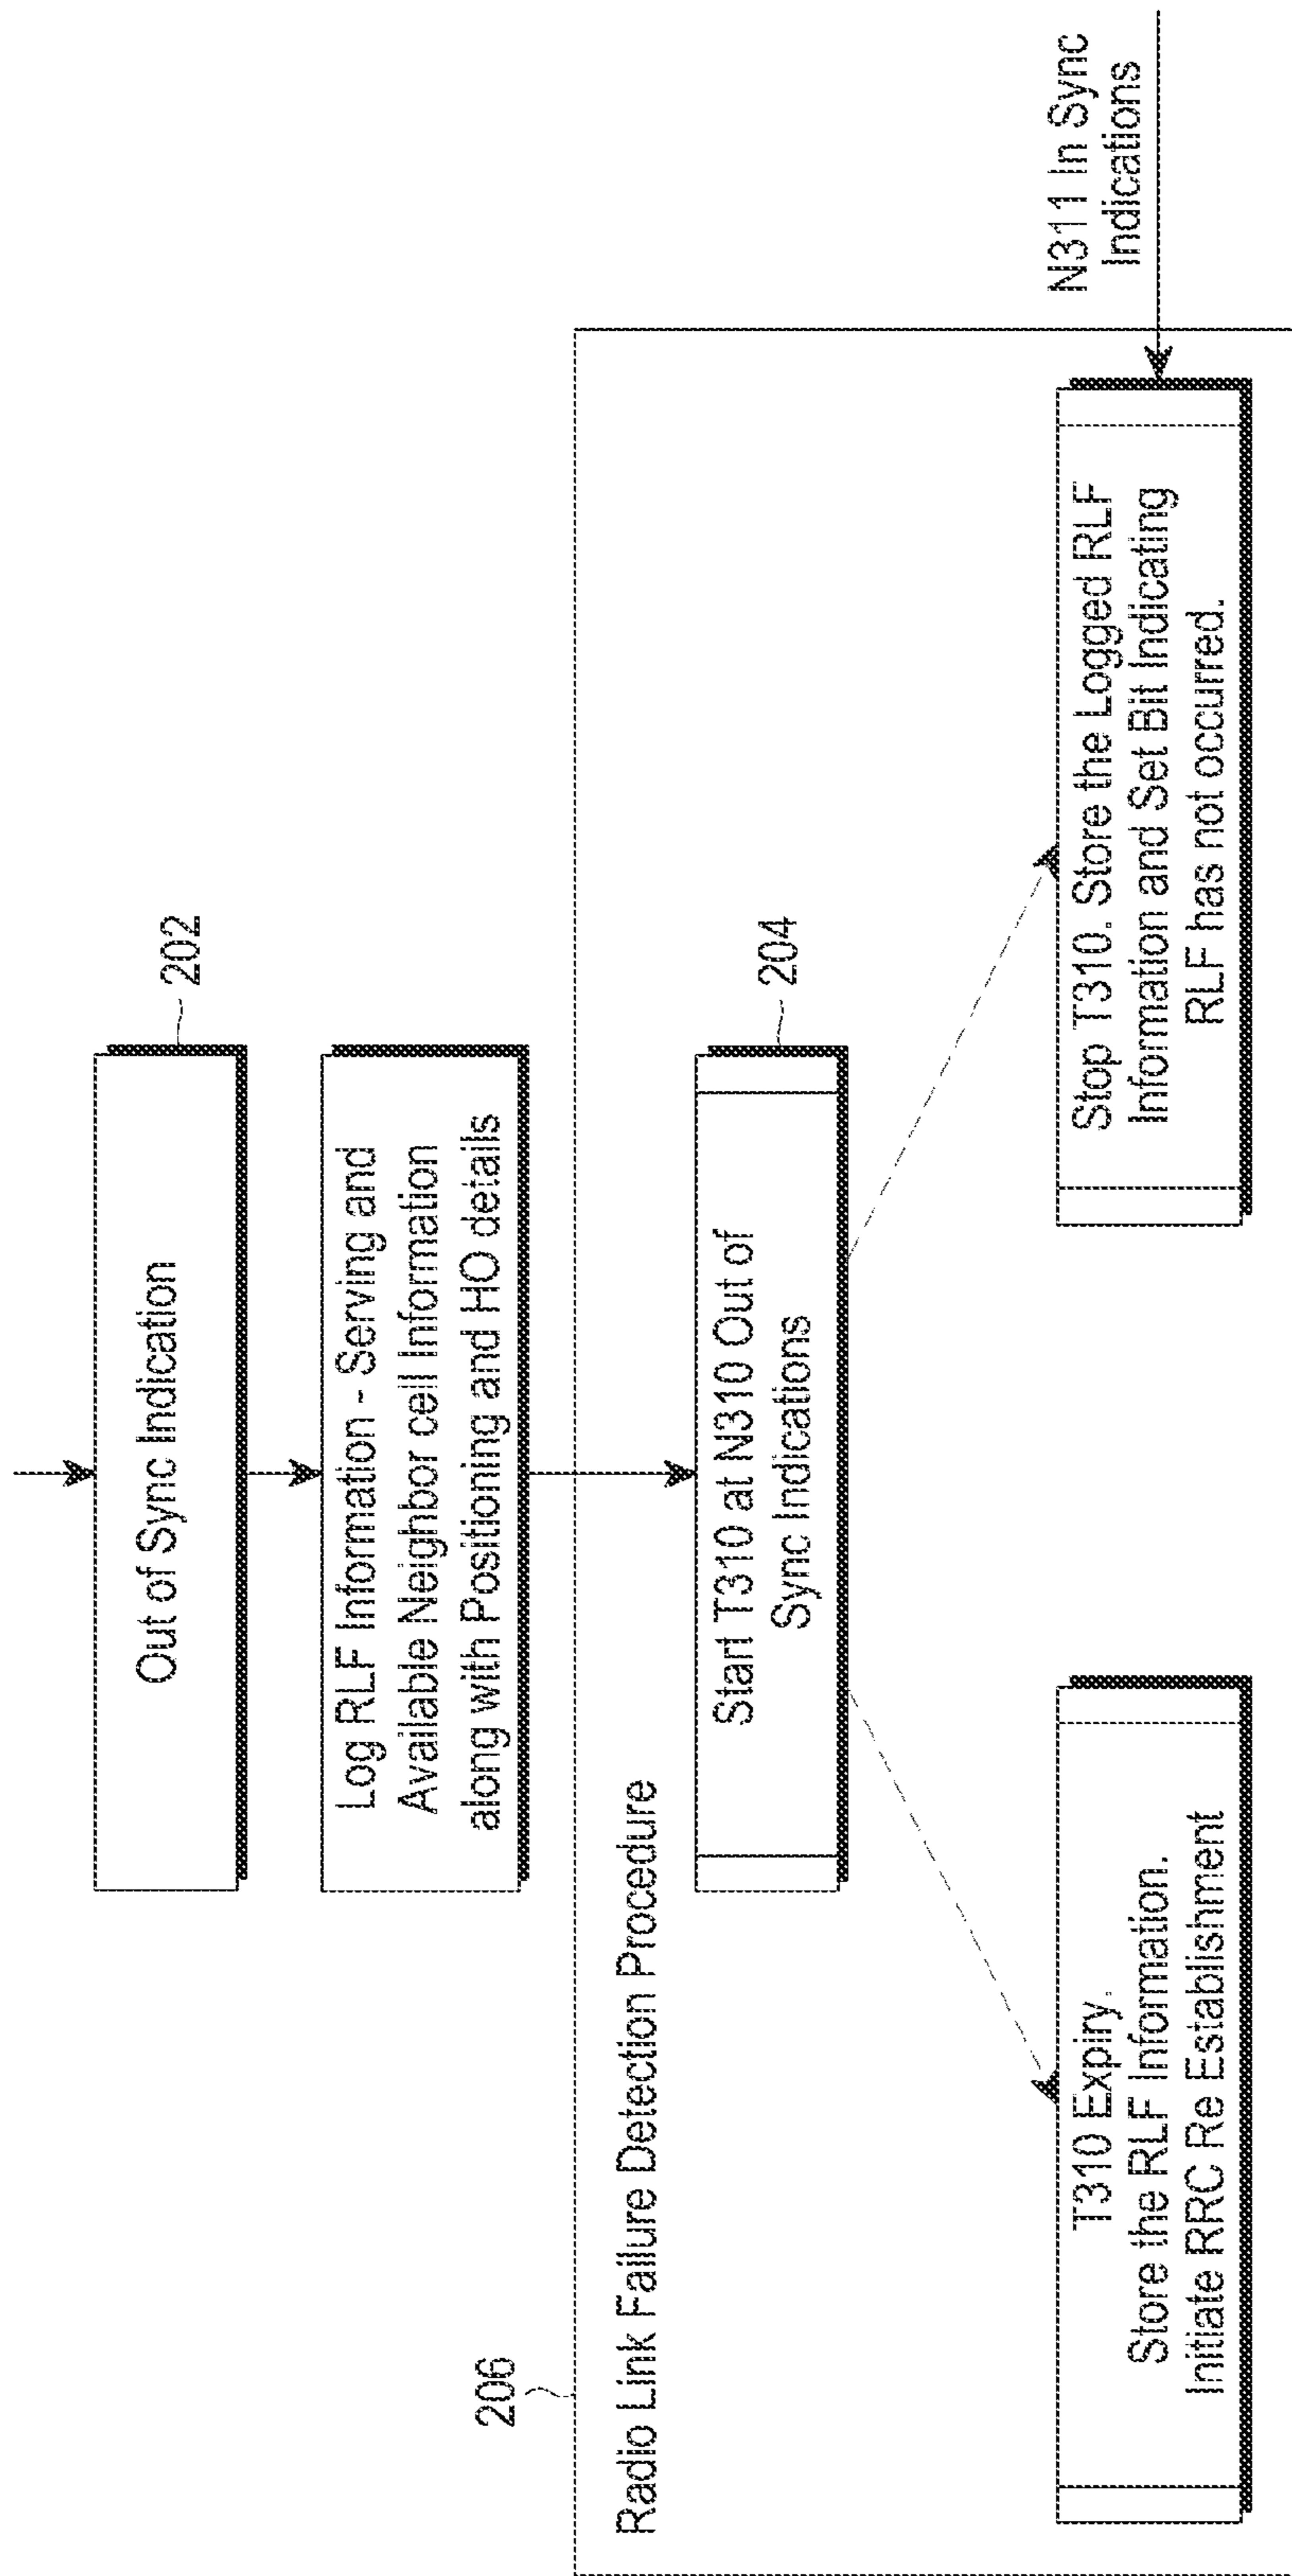 Out of Sync Indication
202
Log RLF Information - Serving and
Available Neighbor cell Information
along with Positioning and HO details
206
Radio Link Failure Detection Procedure
Start T310 at N310 Out of
Sync Indications
204
T310 Expiry.
Store the RLF Information.
Initiate RRC Re Establishment
Stop T310. Store the Logged RLF
Information and Set Bit Indicating
RLF has not occurred.
N311 In Sync
Indications